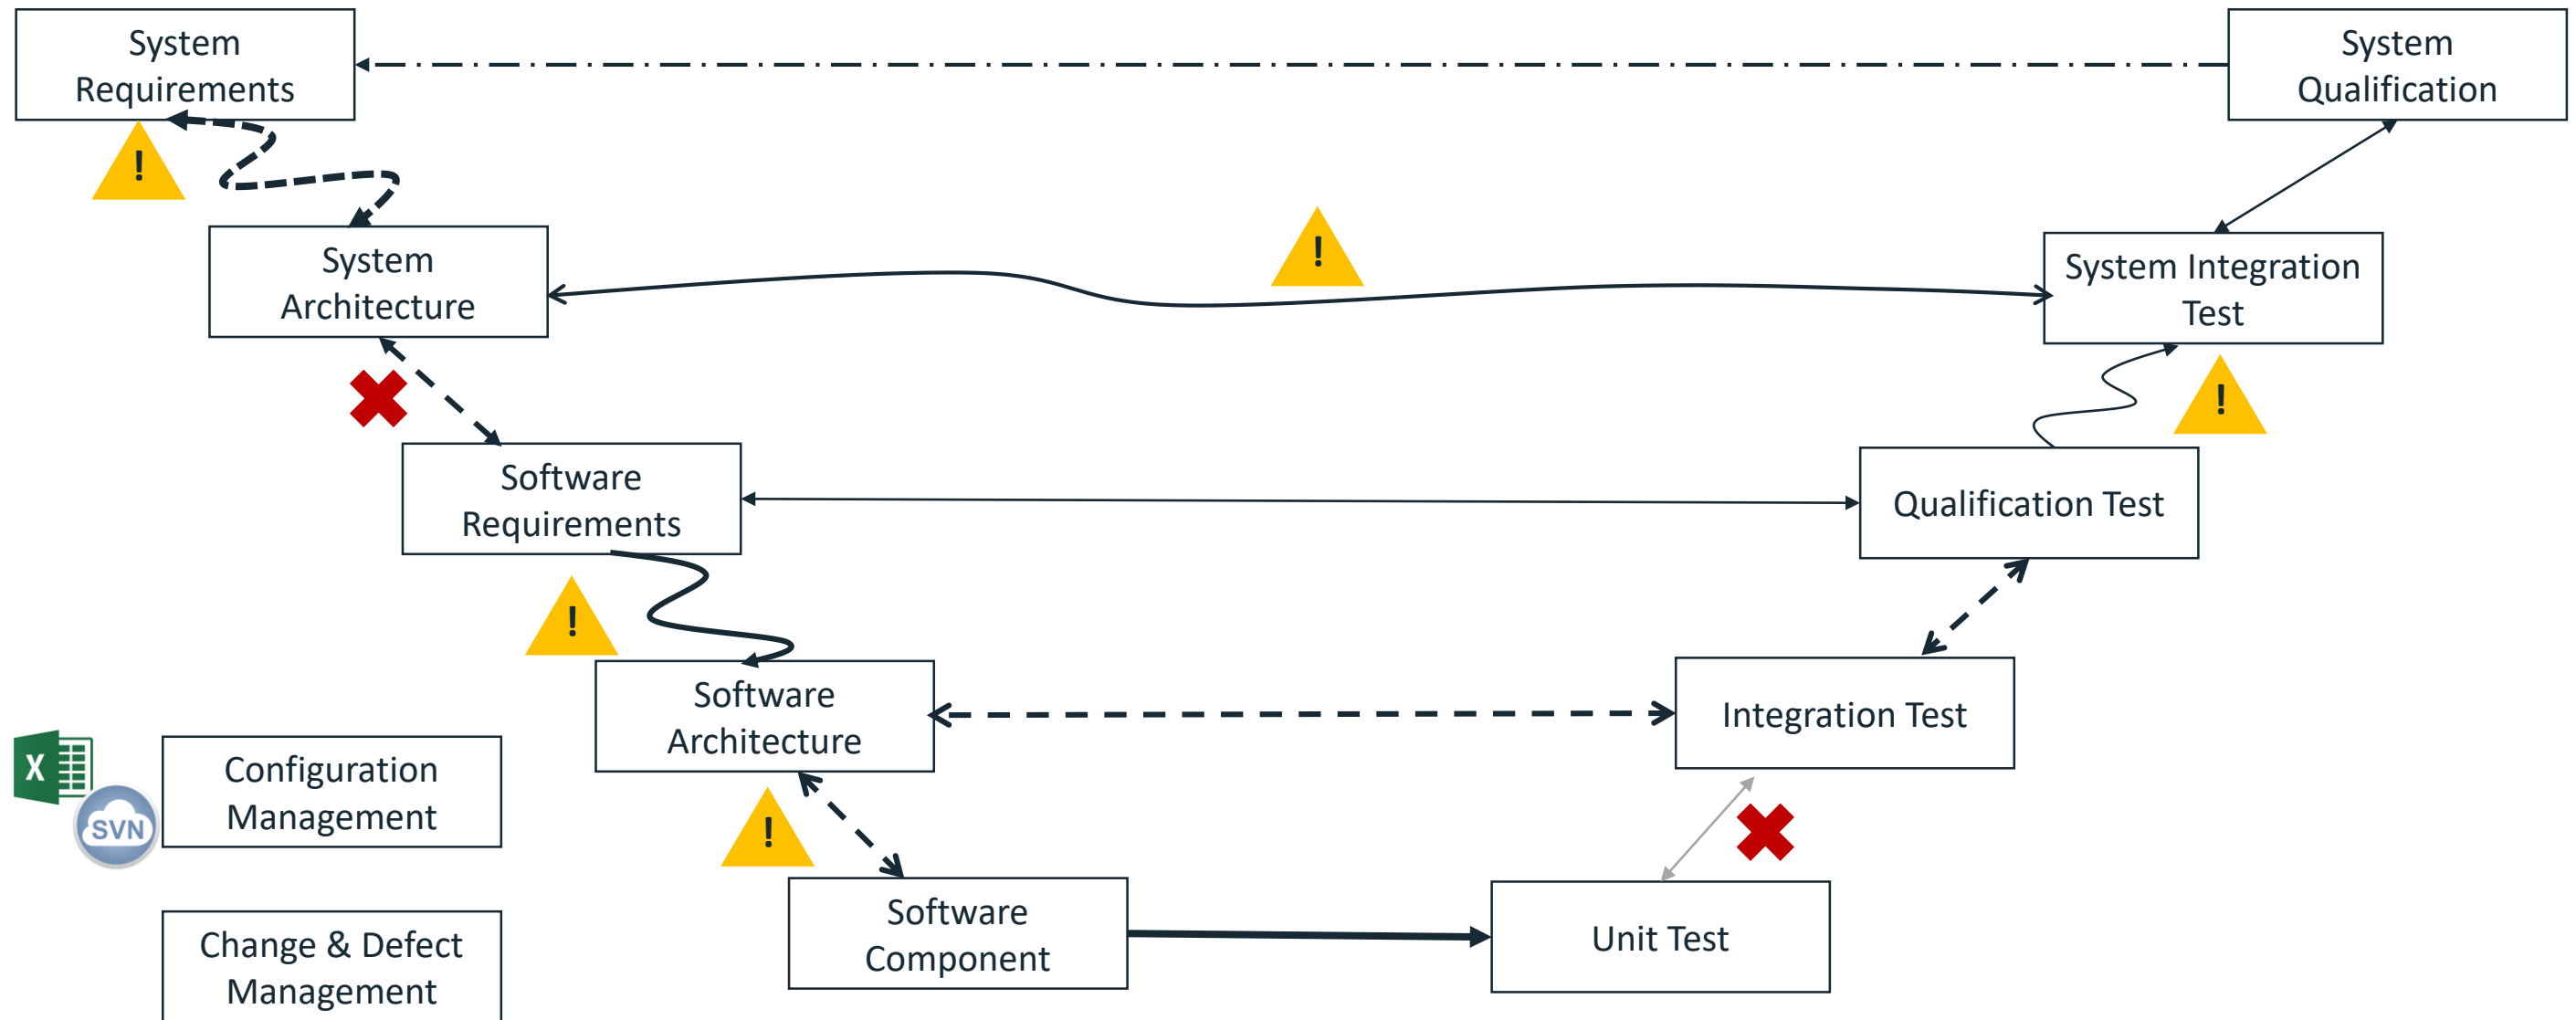 System
Requirements
System
Qualification
!
System
Architecture
!
System Integration
Test
!
Software
Requirements
Qualification Test
!
Software
Architecture
Integration Test
X
Configuration
Management
SVN
!
Software
Component
Unit Test
Change & Defect
Management